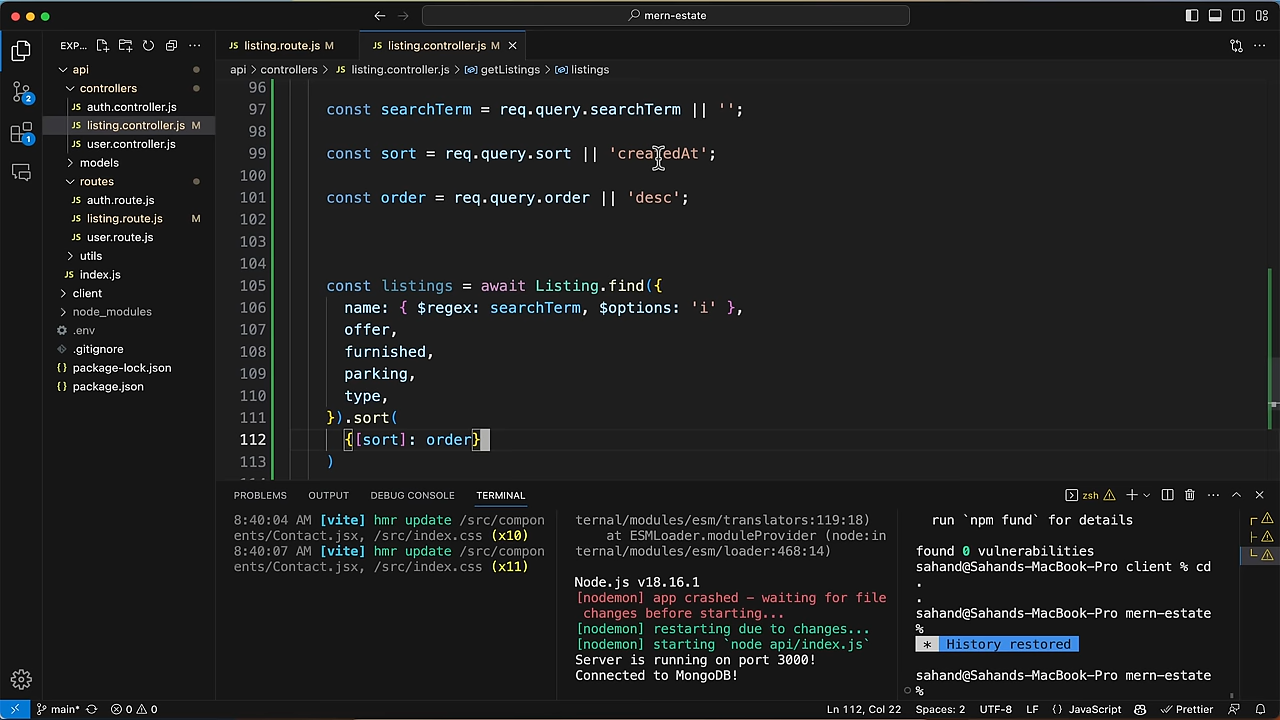 mern-estate
EXP...
listing.route.js M
listing.controller.js M
api > controllers > listing.controller.js > getListings > listings
api
controllers
auth.controller.js
listing.controller.js M
user.controller.js
models
routes
auth.route.js
listing.route.js M
user.route.js
utils
index.js
client
node_modules
.env
.gitignore
package-lock.json
package.json
2
1
96
97 const searchTerm = req.query.searchTerm || '';
98
99 const sort = req.query.sort || 'createdAt';
100
101 const order = req.query.order || 'desc';
102
103
104
105 const listings = await Listing.find({
106 name: { $regex: searchTerm, $options: 'i' },
107 offer,
108 furnished,
109 parking,
110 type,
111 }).sort(
112 {[sort]: order}
113 )
PROBLEMS OUTPUT DEBUG CONSOLE TERMINAL zsh
8:40:04 AM [vite] hmr update /src/compon
ents/Contact.jsx, /src/index.css (x10)
8:40:07 AM [vite] hmr update /src/compon
ents/Contact.jsx, /src/index.css (x11)
ternal/modules/esm/translators:119:18)
at ESMLoader.moduleProvider (node:in
ternal/modules/esm/loader:468:14)
Node.js v18.16.1
[nodemon] app crashed - waiting for file
changes before starting...
[nodemon] restarting due to changes...
[nodemon] starting `node api/index.js`
Server is running on port 3000!
Connected to MongoDB!
run `npm fund` for details
found 0 vulnerabilities
sahand@Sahands-MacBook-Pro client % cd
.
.
sahand@Sahands-MacBook-Pro mern-estate
%
* History restored
sahand@Sahands-MacBook-Pro mern-estate
%
main* 0 0 Ln 112, Col 22 Spaces: 2 UTF-8 LF {} JavaScript Prettier